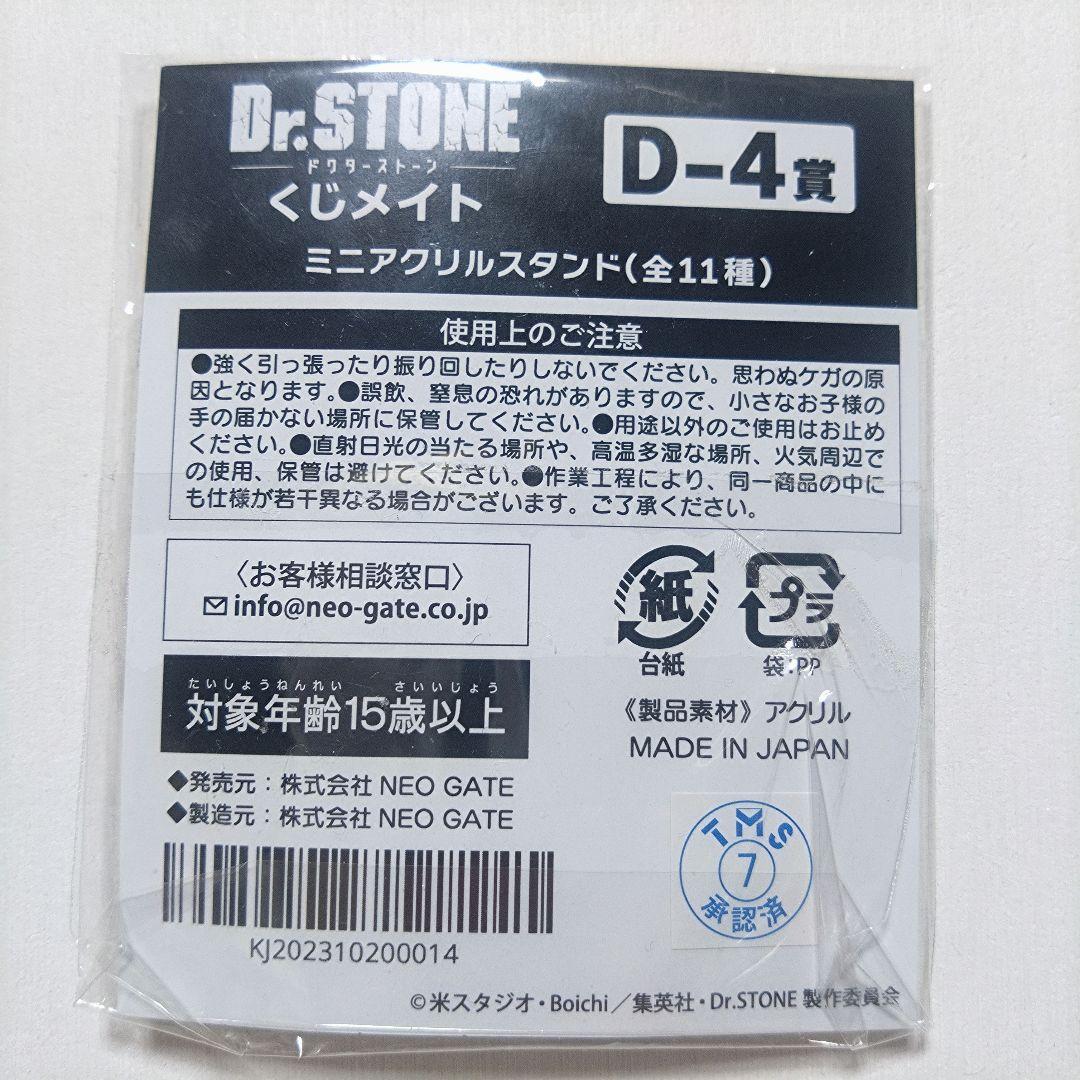 Dr.STONE
ドクターストーン
くじメイト
D-4賞
ミニアクリルスタンド(全11種)
使用上のご注意
●強く引っ張ったり振り回したりしないでください。思わぬケガの原
因となります。●誤飲、窒息の恐れがありますので、小さなお子様の
手の届かない場所に保管してください。●用途以外のご使用はお止め
ください。●直射日光の当たる場所や、高温多湿な場所、火気周辺で
の使用、保管は避けてください。●作業工程により、同一商品の中に
も仕様が若干異なる場合がございます。ご了承ください。
〈お客様相談窓口〉
info@neo-gate.co.jp
紙
台紙
プラ
袋:PP
たいしょうねんれい さいいじょう
対象年齢15歳以上
《製品素材》アクリル
MADE IN JAPAN
◆発売元:株式会社 NEO GATE
◆製造元:株式会社 NEO GATE
TMS
7
承認済
KJ202310200014
©米スタジオ・Boichi/集英社・Dr.STONE 製作委員会